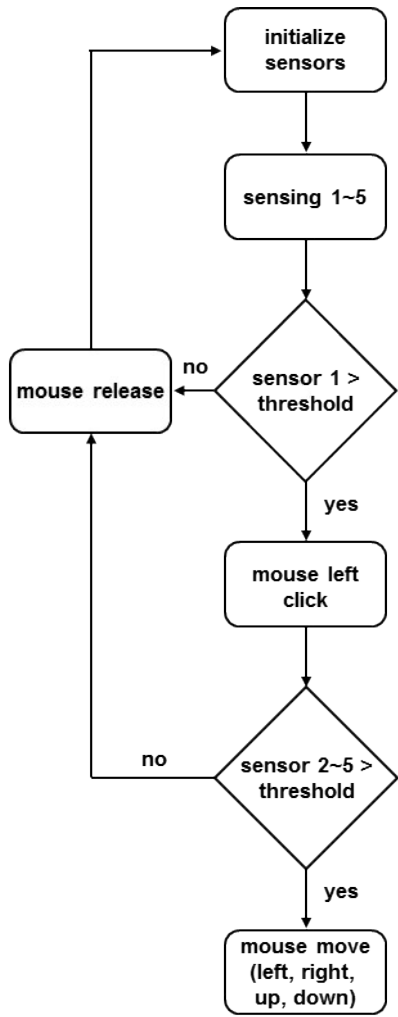 initialize
sensors
sensing 1~5
sensor 1 >
threshold
no
mouse release
yes
mouse left
click
sensor 2~5 >
threshold
no
yes
mouse move
(left, right,
up, down)